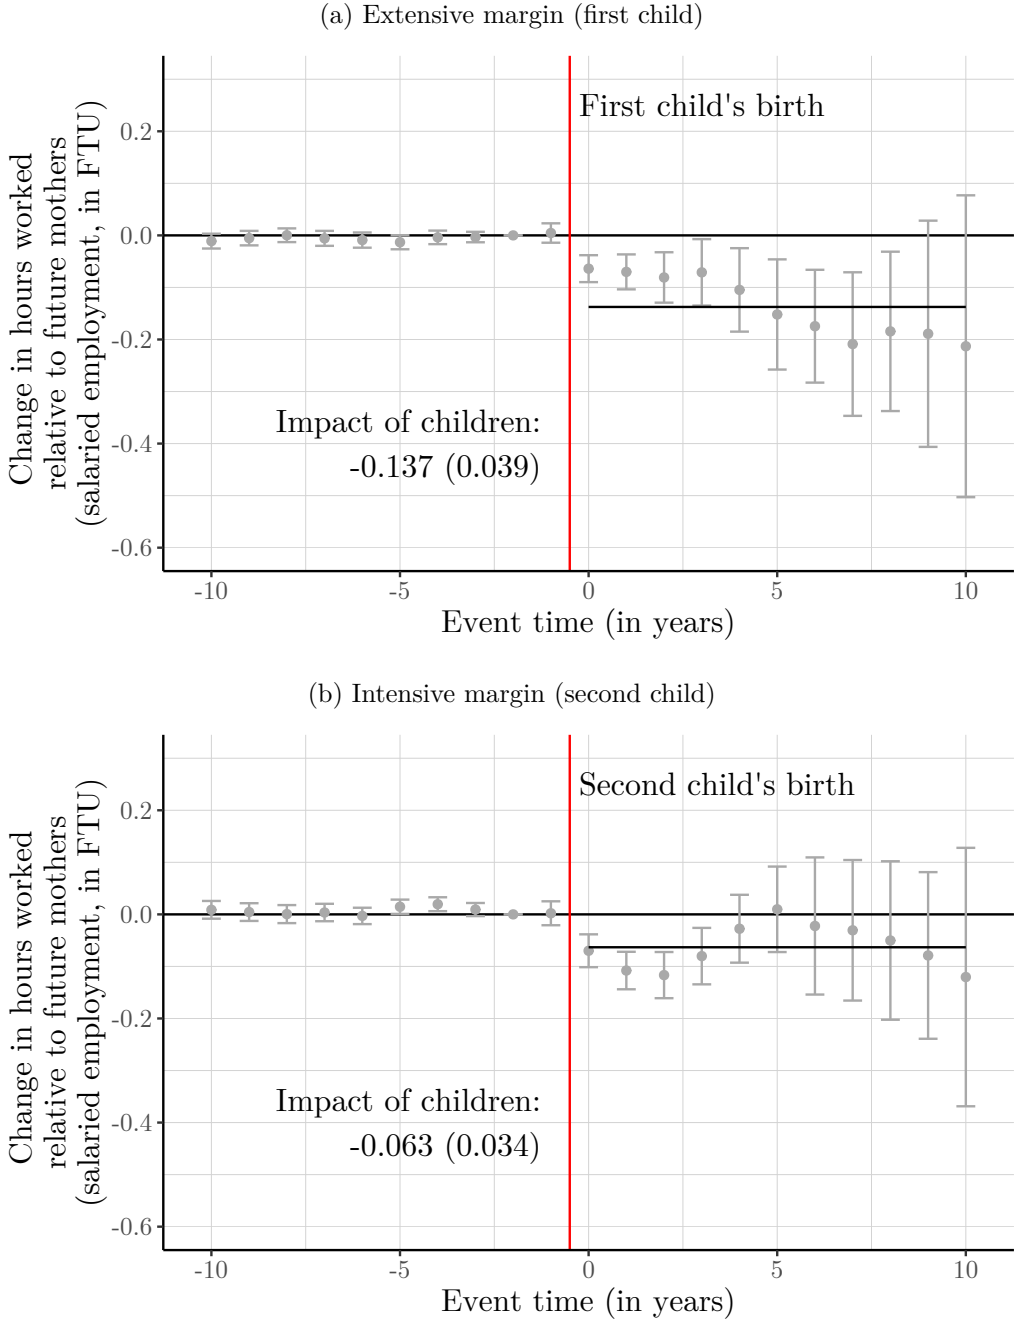 (a) Extensive margin (first child)
Change in hours worked
relative to future mothers
(salaried employment, in FTU)
First child's birth
0.2
0.0
-0.2
-0.4
-0.6
Impact of children:
-0.137 (0.039)
-10
-5
0
5
10
Event time (in years)
(b) Intensive margin (second child)
Change in hours worked
relative to future mothers
(salaried employment, in FTU)
Second child's birth
0.2
0.0
-0.2
-0.4
-0.6
Impact of children:
-0.063 (0.034)
-10
-5
0
5
10
Event time (in years)